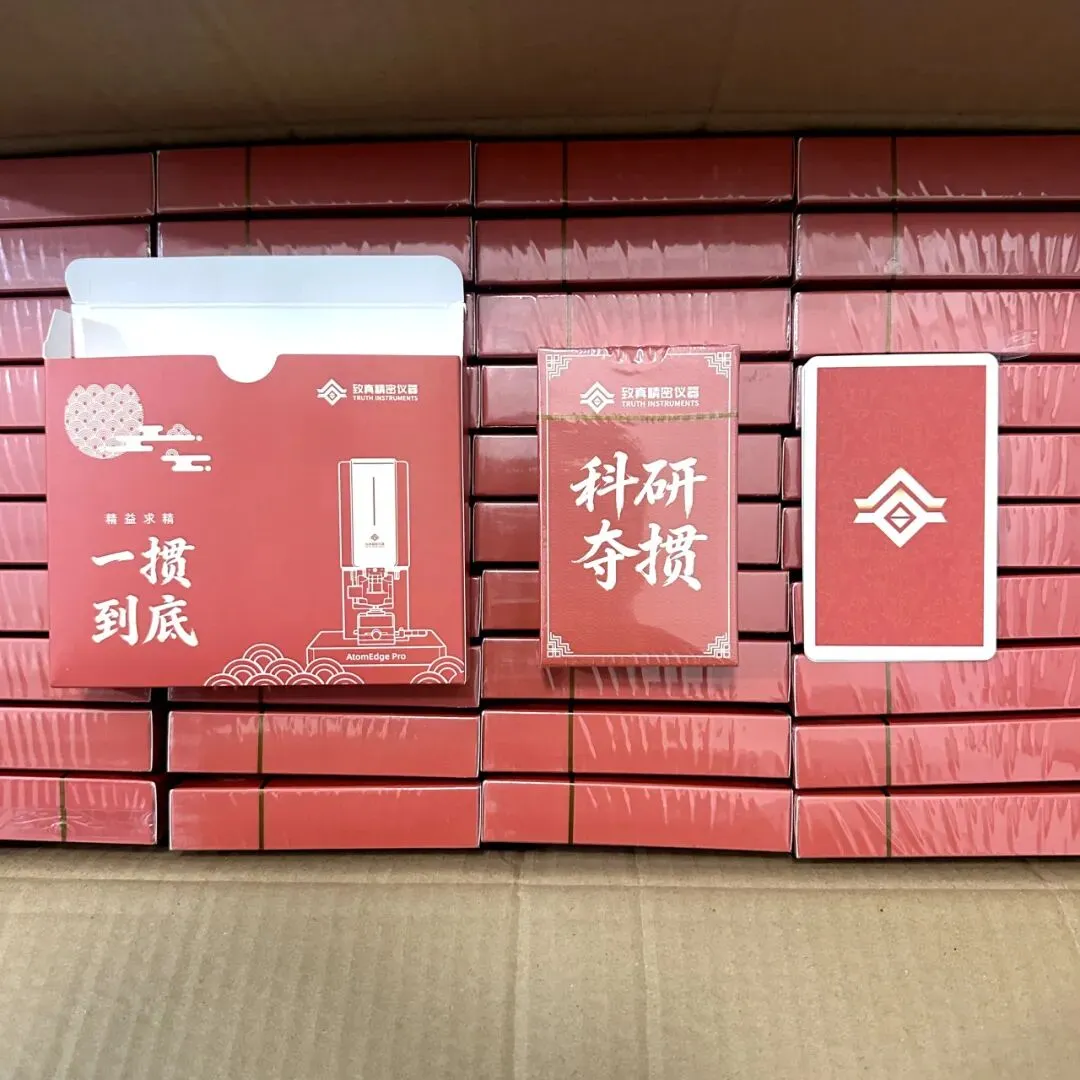 致真精密仪器
TRUTH INSTRUMENTS
精益求精
一掼
到底
AtomEdge Pro
致真精密仪器
TRUTH INSTRUMENTS
科研
夺掼